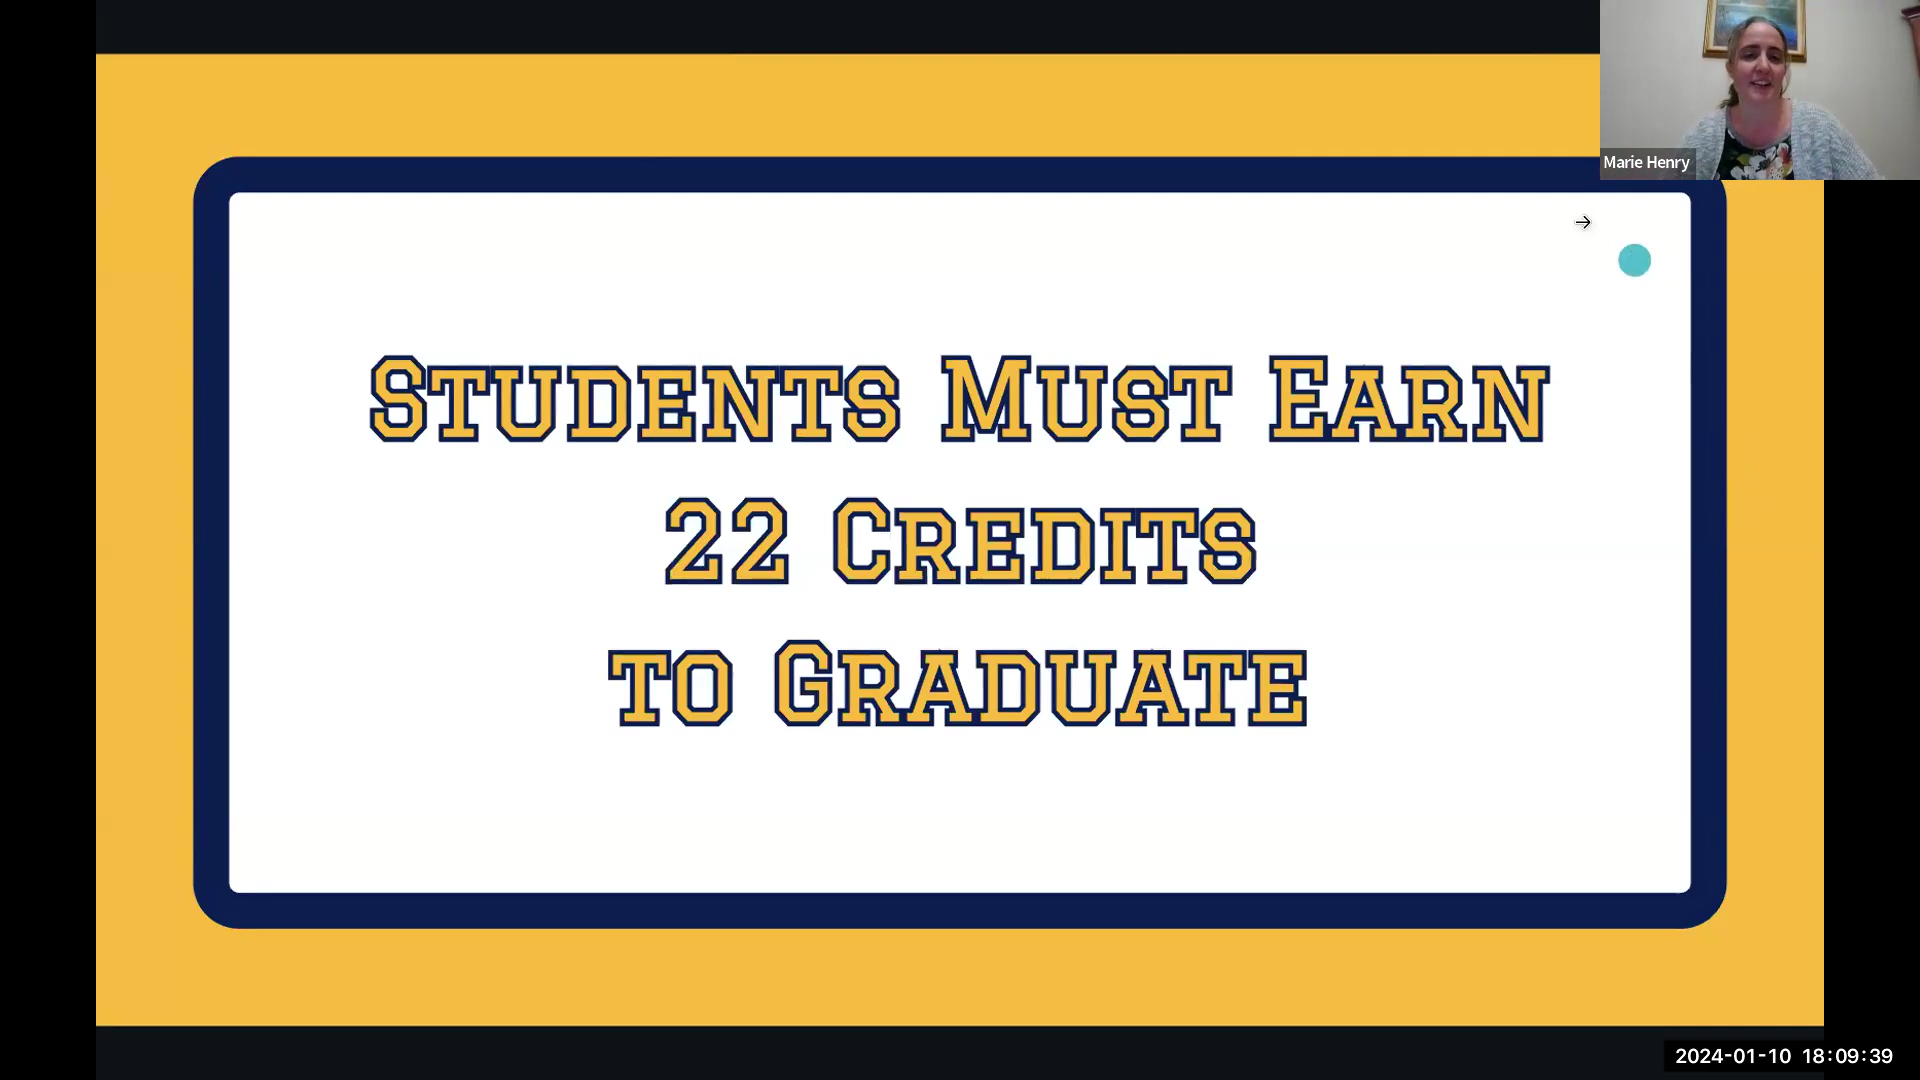 Marie Henry
Students Must Earn
22 Credits
to Graduate
2024-01-10 18:09:39